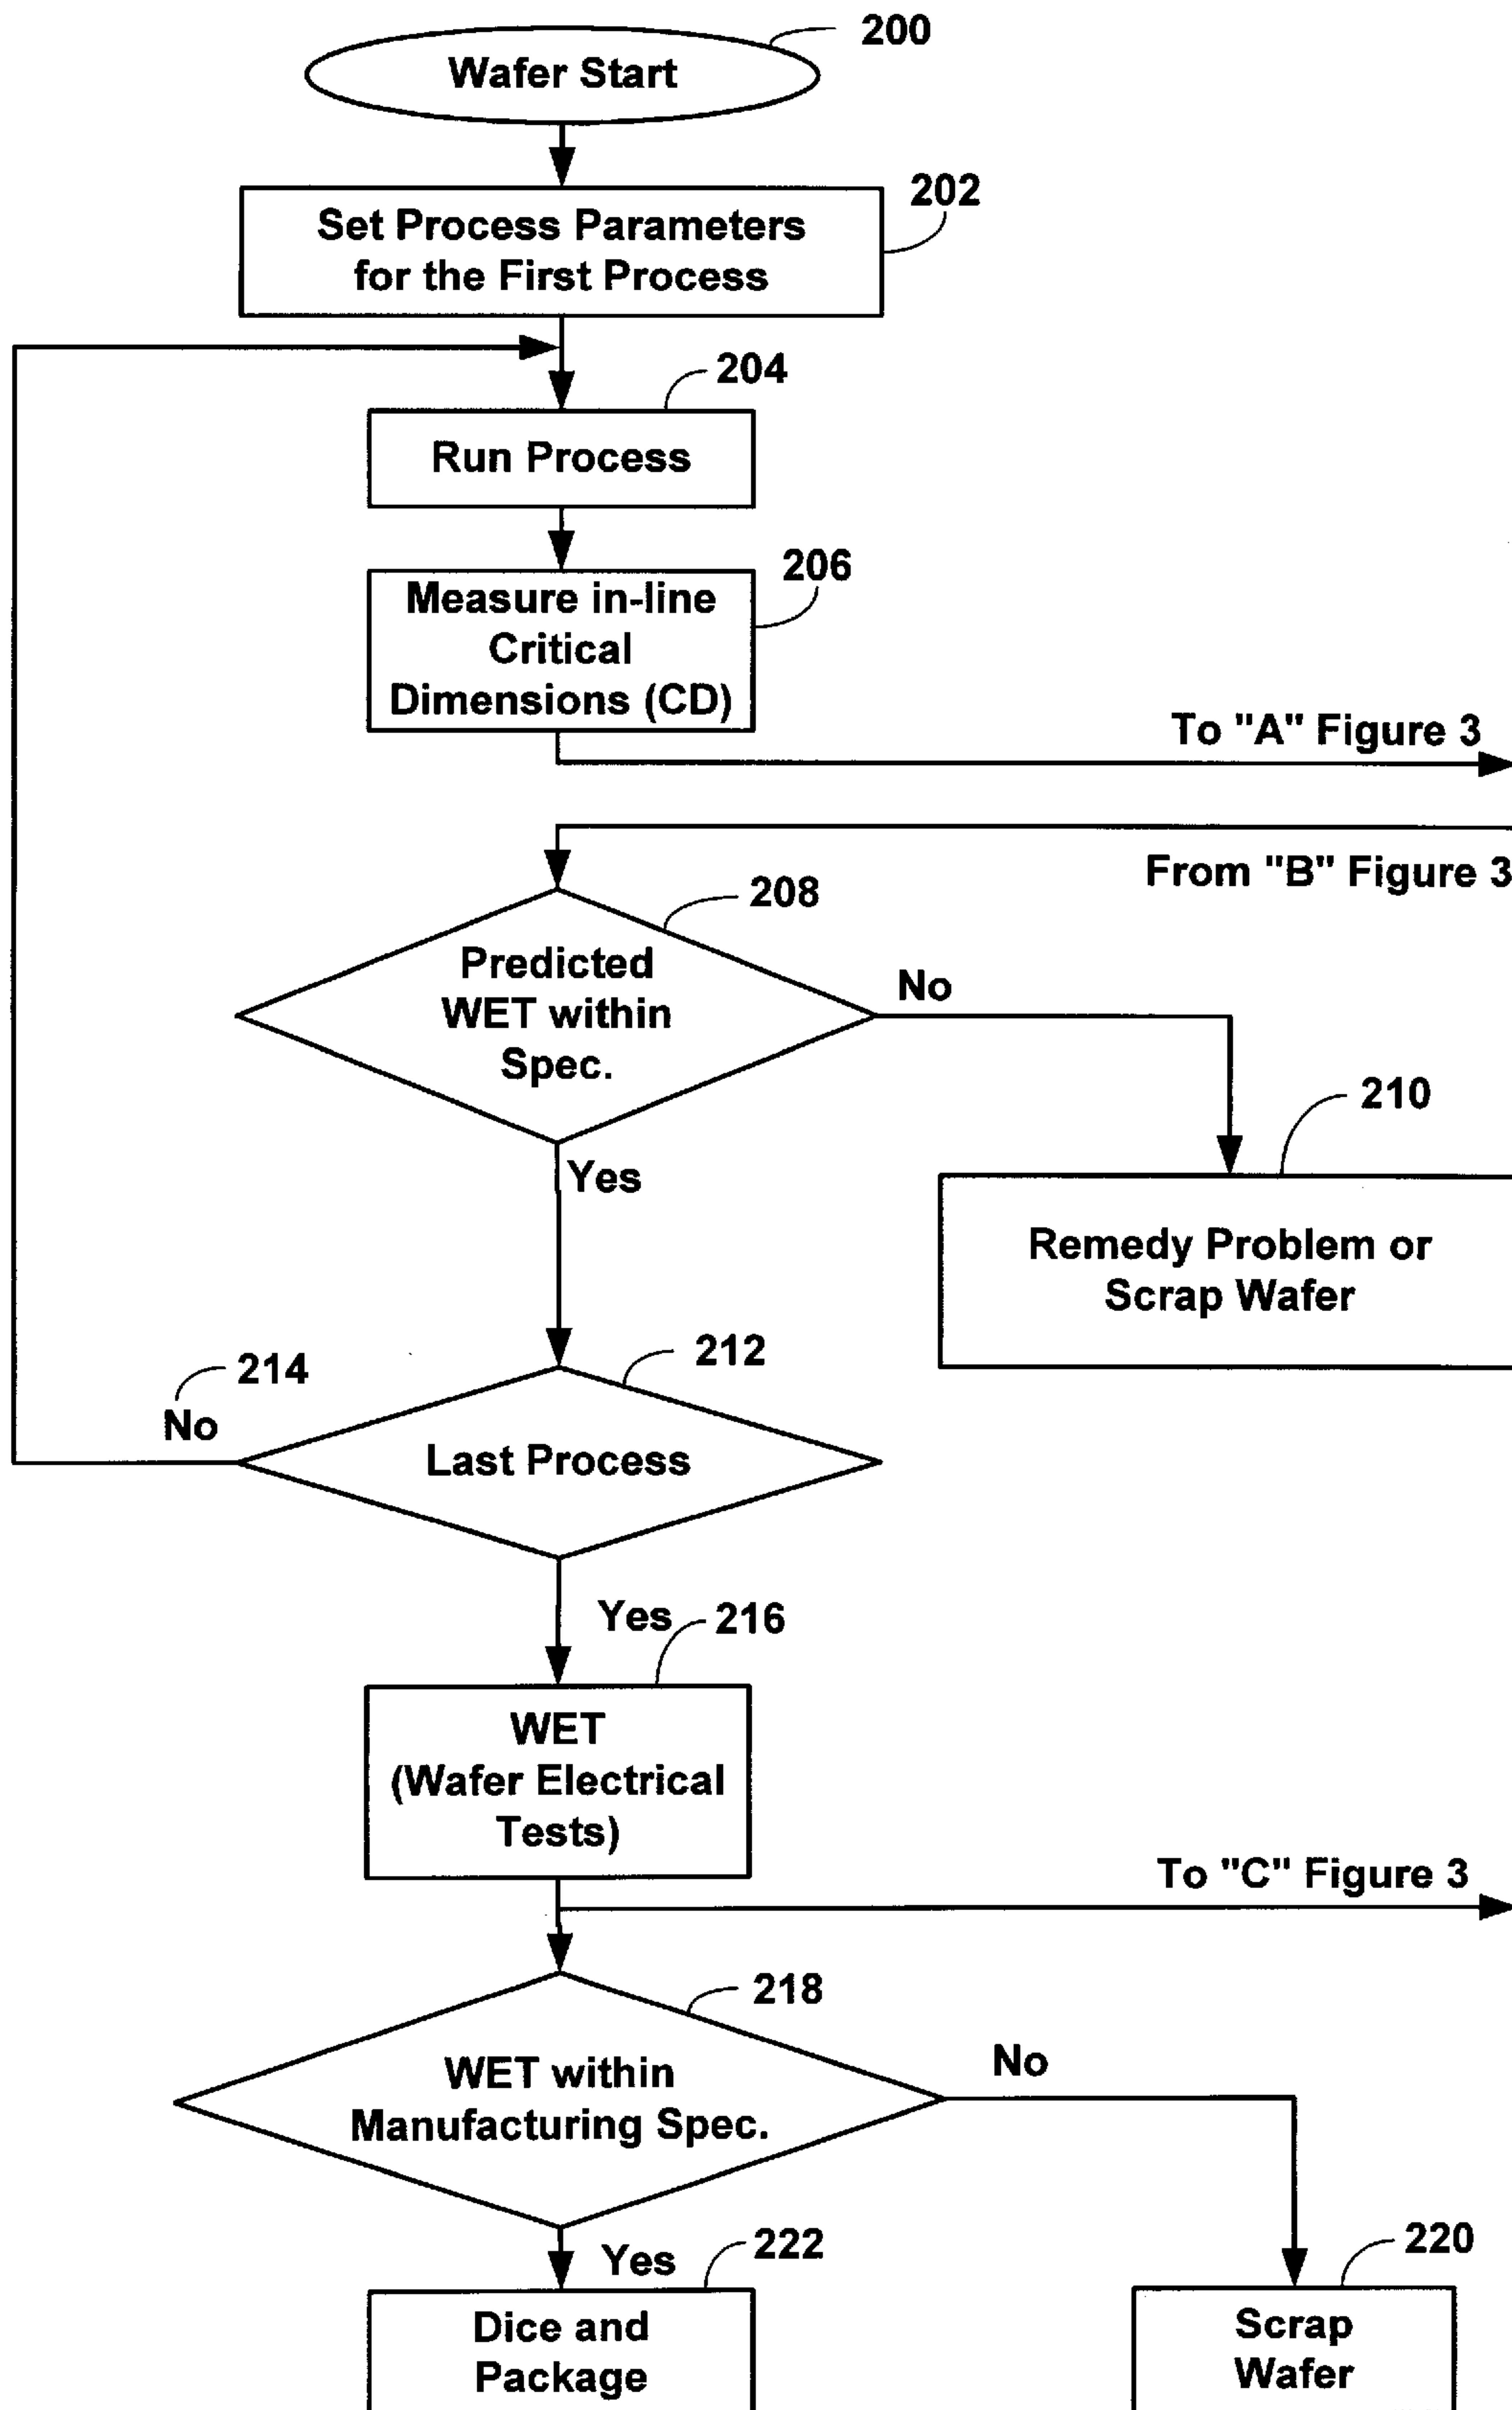 200
Wafer Start
202
Set Process Parameters
for the First Process
204
Run Process
206
Measure in-line
Critical
Dimensions (CD)
To "A" Figure 3
From "B" Figure 3
208
Predicted
WET within
Spec.
No
Yes
210
Remedy Problem or
Scrap Wafer
212
214
No
Last Process
Yes
216
WET
(Wafer Electrical
Tests)
To "C" Figure 3
218
WET within
Manufacturing Spec.
No
Yes
222
220
Dice and
Package
Scrap
Wafer